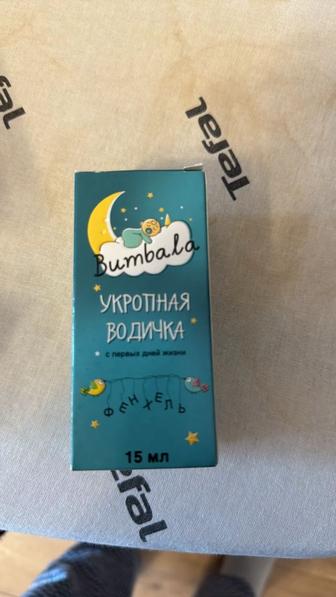 Tefal
Bumbala
УКРОПНАЯ
ВОДИЧКА
с первых дней жизни
ФЕНХЕЛЬ
15 мл
Tefal